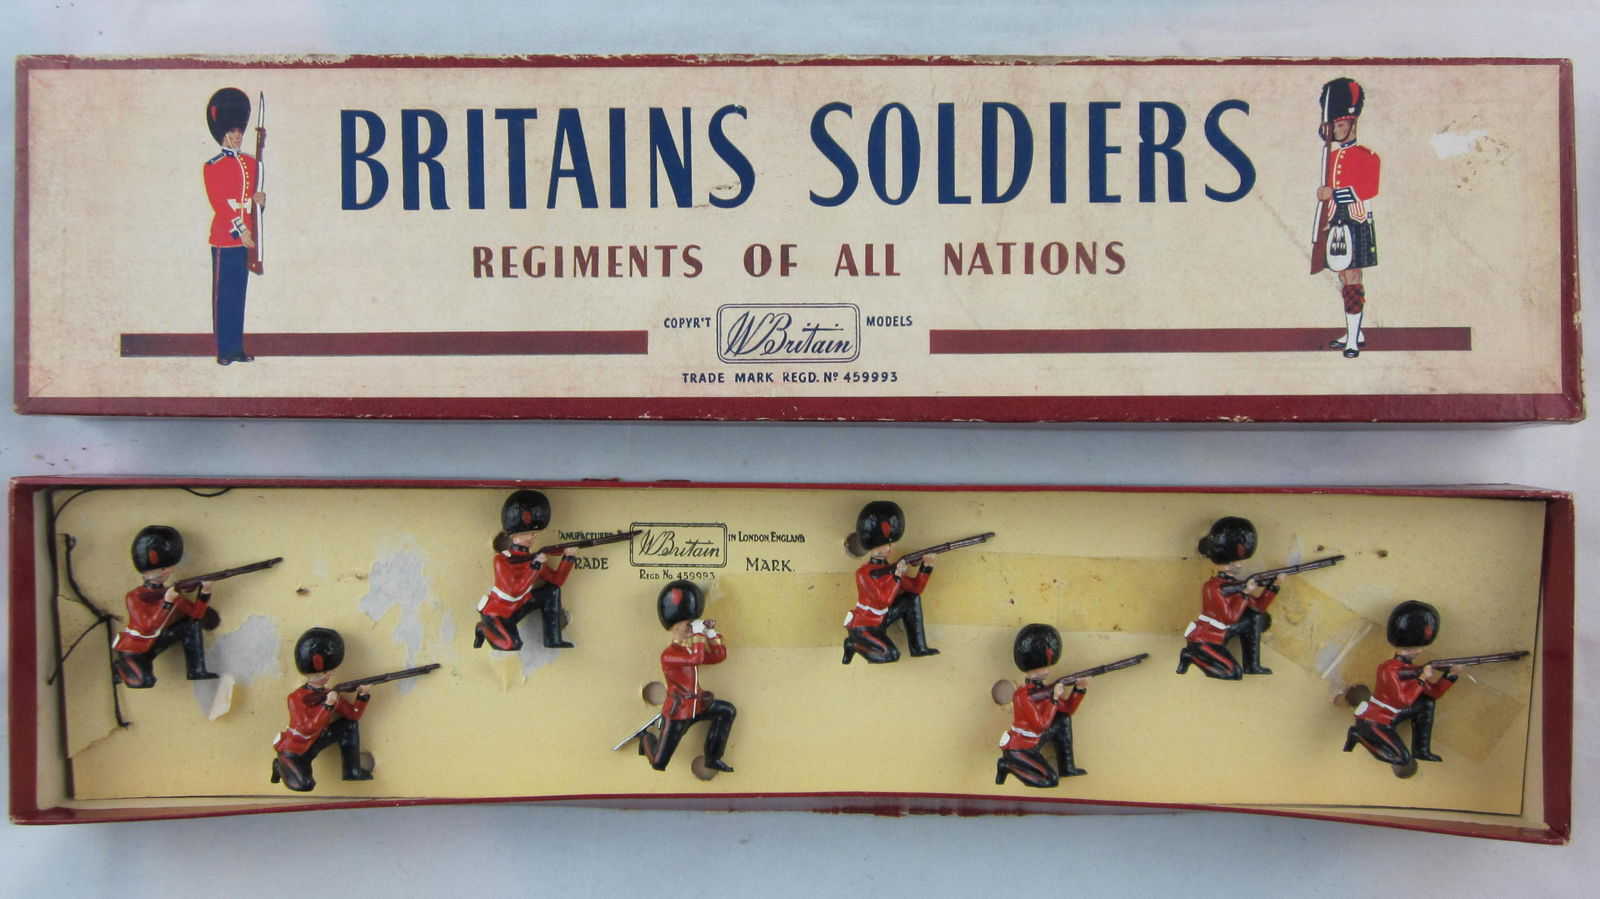 BRITAINS SOLDIERS
REGIMENTS OF ALL NATIONS
COPYR'T W Britain MODELS
TRADE MARK REGD. Nº 459993
W Britain IN LONDON ENGLAND
MARK.
REGD. No. 459993